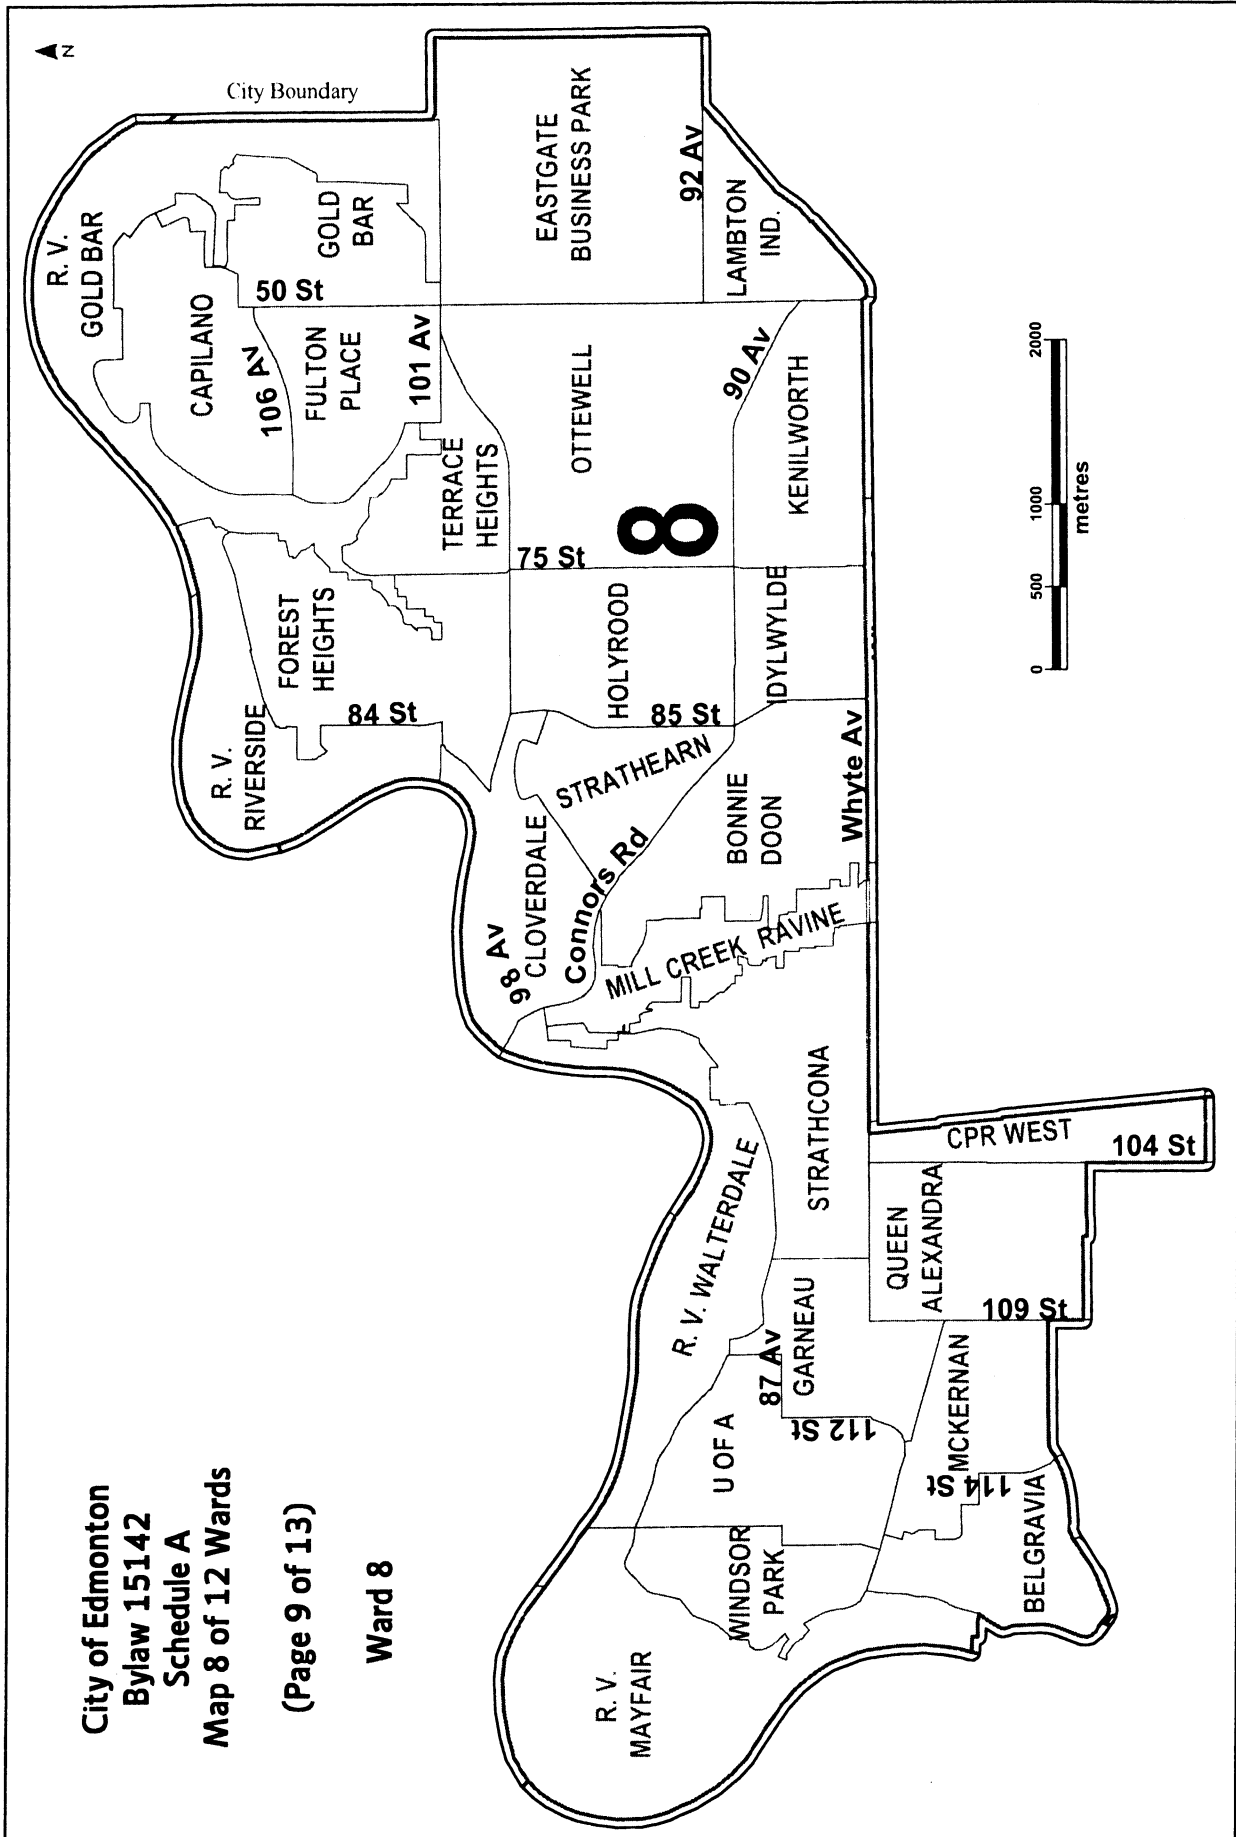 City of Edmonton
Bylaw 15142
Schedule A
Map 8 of 12 Wards
(Page 9 of 13)
Ward 8
N
City Boundary
R. V.
GOLD BAR
CAPILANO
GOLD
BAR
50 St
106 Av
FULTON
PLACE
101 Av
EASTGATE
BUSINESS PARK
92 Av
LAMBTON
IND.
R. V.
RIVERSIDE
FOREST
HEIGHTS
84 St
TERRACE
HEIGHTS
75 St
OTTEWELL
8
90 Av
KENILWORTH
HOLYROOD
85 St
IDYLWYLDE
STRATHEARN
CLOVERDALE
98 Av
Connors Rd
BONNIE
DOON
Whyte Av
MILL CREEK RAVINE
STRATHCONA
R. V. WALTERDALE
CPR WEST
104 St
QUEEN
ALEXANDRA
109 St
GARNEAU
87 Av
112 St
U OF A
MCKERNAN
114 St
BELGRAVIA
WINDSOR
PARK
R. V.
MAYFAIR
0 500 1000 2000
metres